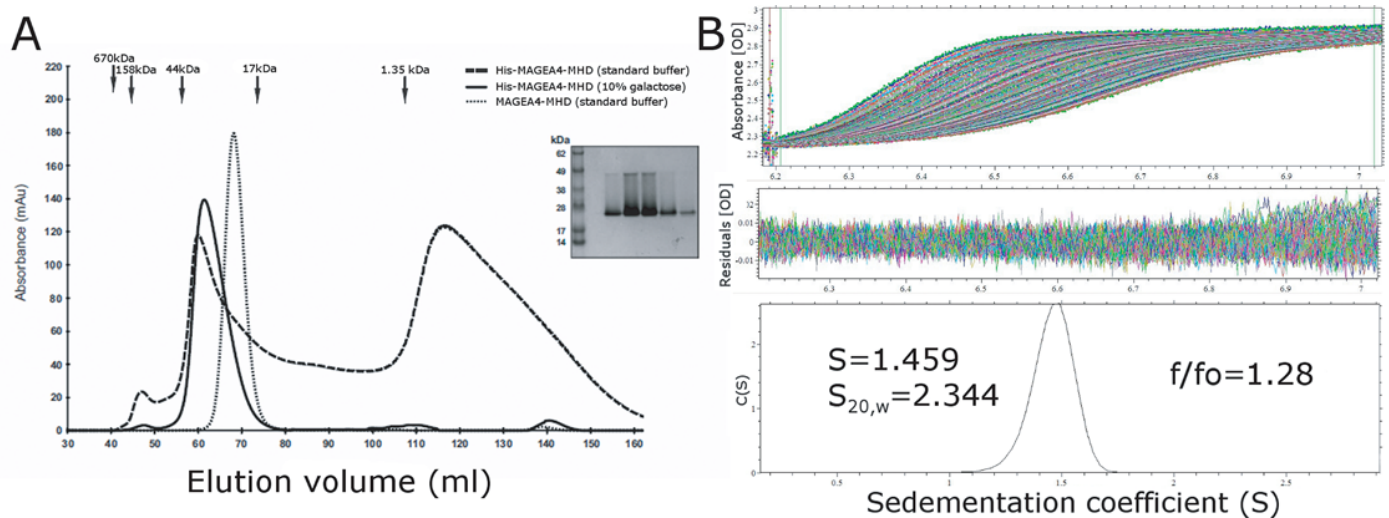 A
670kDa
158kDa
44kDa
17kDa
1.35 kDa
His-MAGEA4-MHD (standard buffer)
His-MAGEA4-MHD (10% galactose)
MAGEA4-MHD (standard buffer)
Absorbance (mAu)
220
200
180
160
140
120
100
80
60
40
20
0
30 40 50 60 70 80 90 100 110 120 130 140 150 160
Elution volume (ml)
kDa
62
49
38
28
17
14
B
Absorbance [OD]
3
2.9
2.8
2.7
2.6
2.5
2.4
2.3
2.2
6.2 6.3 6.4 6.5 6.6 6.7 6.8 6.9 7
Residuals [OD]
0.01
0
-0.01
6.3 6.4 6.5 6.6 6.7 6.8 6.9 7
C(S)
2
1
0
S=1.459
S20,w=2.344
f/fo=1.28
0.5 1 1.5 2 2.5
Sedementation coefficient (S)